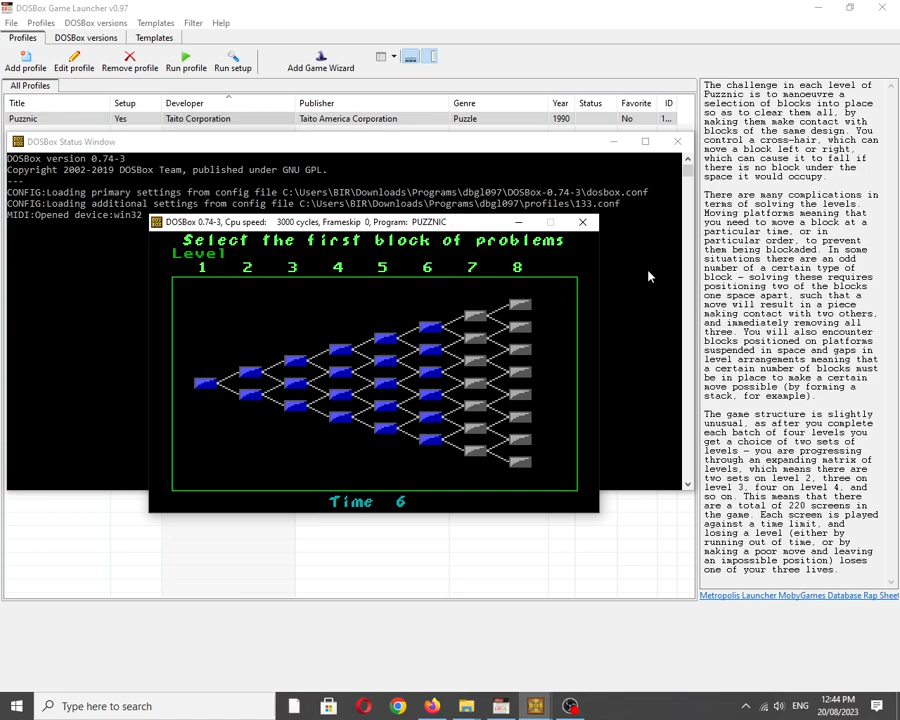 DOSBox Game Launcher v0.97
File Profiles DOSBox versions Templates Filter Help
Profiles DOSBox versions Templates
Add profile Edit profile Remove profile Run profile Run setup Add Game Wizard
All Profiles
Title Setup Developer Publisher Genre Year Status Favorite ID
Puzznic Yes Taito Corporation Taito America Corporation Puzzle 1990 No 1...
DOSBox Status Window
DOSBox version 0.74-3
Copyright 2002-2019 DOSBox Team, published under GNU GPL.
---
CONFIG:Loading primary settings from config file C:\Users\BIR\Downloads\Programs\dbgl097\DOSBox-0.74-3\dosbox.conf
CONFIG:Loading additional settings from config file C:\Users\BIR\Downloads\Programs\dbgl097\profiles\133.conf
MIDI:Opened device:win32
DOSBox 0.74-3, Cpu speed: 3000 cycles, Frameskip 0, Program: PUZZNIC
Select the first block of problems
Level
1 2 3 4 5 6 7 8
Time 6
The challenge in each level of
Puzznic is to manoeuvre a
selection of blocks into place
so as to clear them all, by
making them make contact with
blocks of the same design. You
control a cross-hair, which can
move a block left or right,
which can cause it to fall if
there is no block under the
space it would occupy.
There are many complications in
terms of solving the levels.
Moving platforms meaning that
you need to move a block at a
particular time, or in
particular order, to prevent
them being blockaded. In some
situations there are an odd
number of a certain type of
block - solving these requires
positioning two of the blocks
one space apart, such that a
move will result in a piece
making contact with two others,
and immediately removing all
three. You will also encounter
blocks positioned on platforms
suspended in space and gaps in
level arrangements meaning that
a certain number of blocks must
be in place to make a certain
move possible (by forming a
stack, for example).
The game structure is slightly
unusual, as after you complete
each batch of four levels you
get a choice of two sets of
levels - you are progressing
through an expanding matrix of
levels, which means there are
two sets on level 2, three on
level 3, four on level 4, and
so on. This means that there
are a total of 220 screens in
the game. Each screen is played
against a time limit, and
losing a level (either by
running out of time, or by
making a poor move and leaving
an impossible position) loses
one of your three lives.
Metropolis Launcher MobyGames Database Rap Sheet
Type here to search
ENG
12:44 PM
20/08/2023